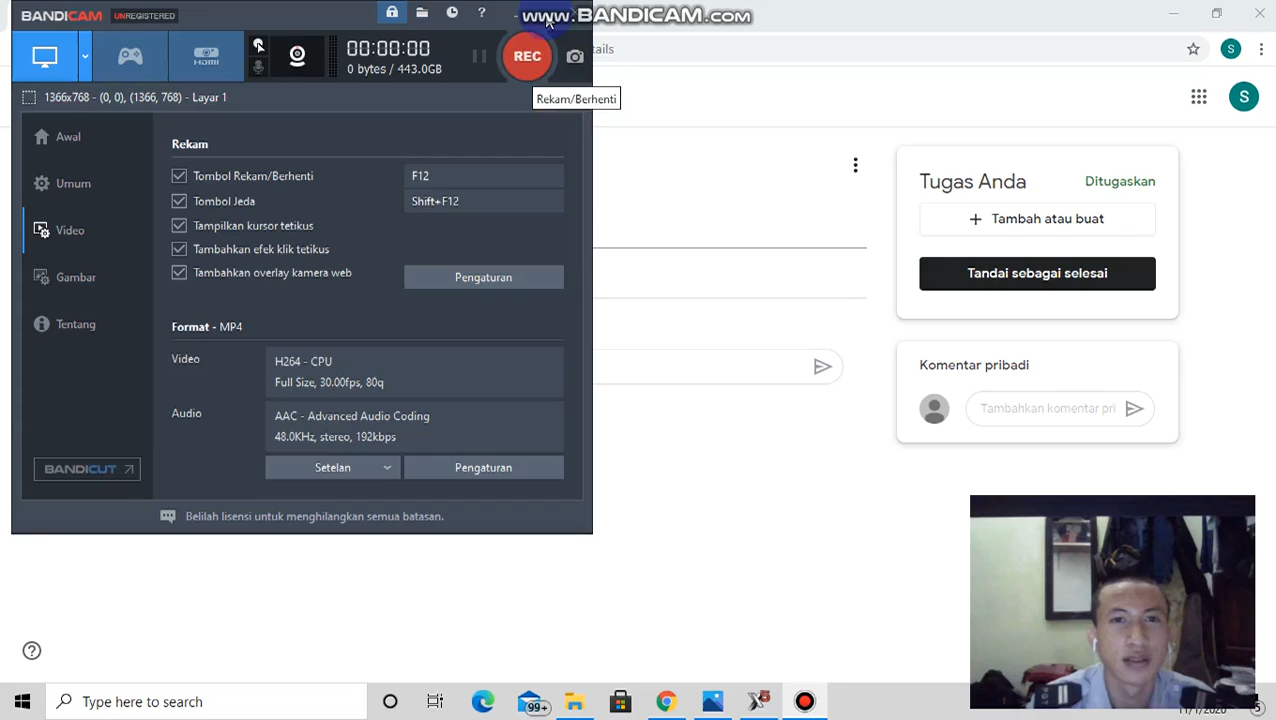 BANDICAM UNREGISTERED
www.BANDICAM.com
?
00:00:00
0 bytes / 443.0GB
HDMI
REC
Rekam/Berhenti
1366x768 - (0, 0), (1366, 768) - Layar 1
Awal
Umum
Video
Gambar
Tentang
BANDICUT
Rekam
Tombol Rekam/Berhenti
F12
Tombol Jeda
Shift+F12
Tampilkan kursor tetikus
Tambahkan efek klik tetikus
Tambahkan overlay kamera web
Pengaturan
Format - MP4
Video
H264 - CPU
Full Size, 30.00fps, 80q
Audio
AAC - Advanced Audio Coding
48.0KHz, stereo, 192kbps
Setelan
Pengaturan
Belilah lisensi untuk menghilangkan semua batasan.
tails
S
S
Tugas Anda
Ditugaskan
+ Tambah atau buat
Tandai sebagai selesai
Komentar pribadi
Tambahkan komentar pri
?
Type here to search
99+
11/1/2020
5